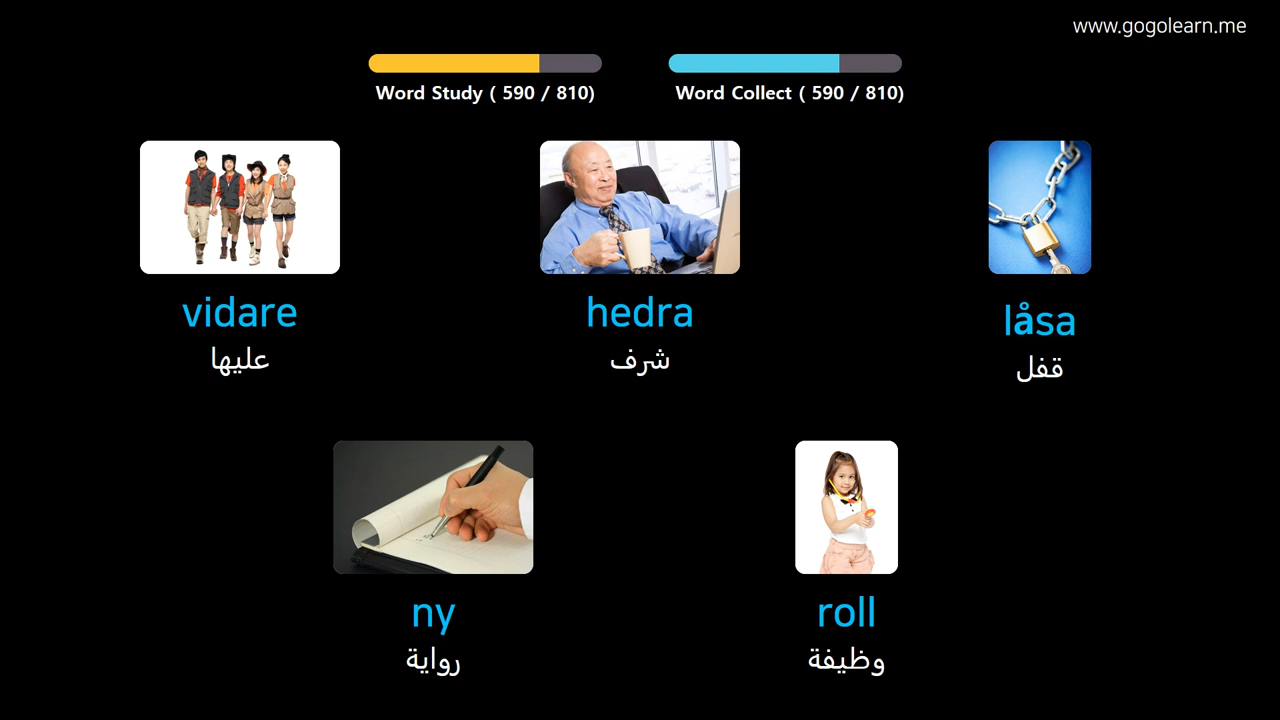 www.gogolearn.me
Word Study ( 590 / 810)
Word Collect ( 590 / 810)
vidare
عليها
hedra
شرف
låsa
قفل
ny
رواية
roll
وظيفة